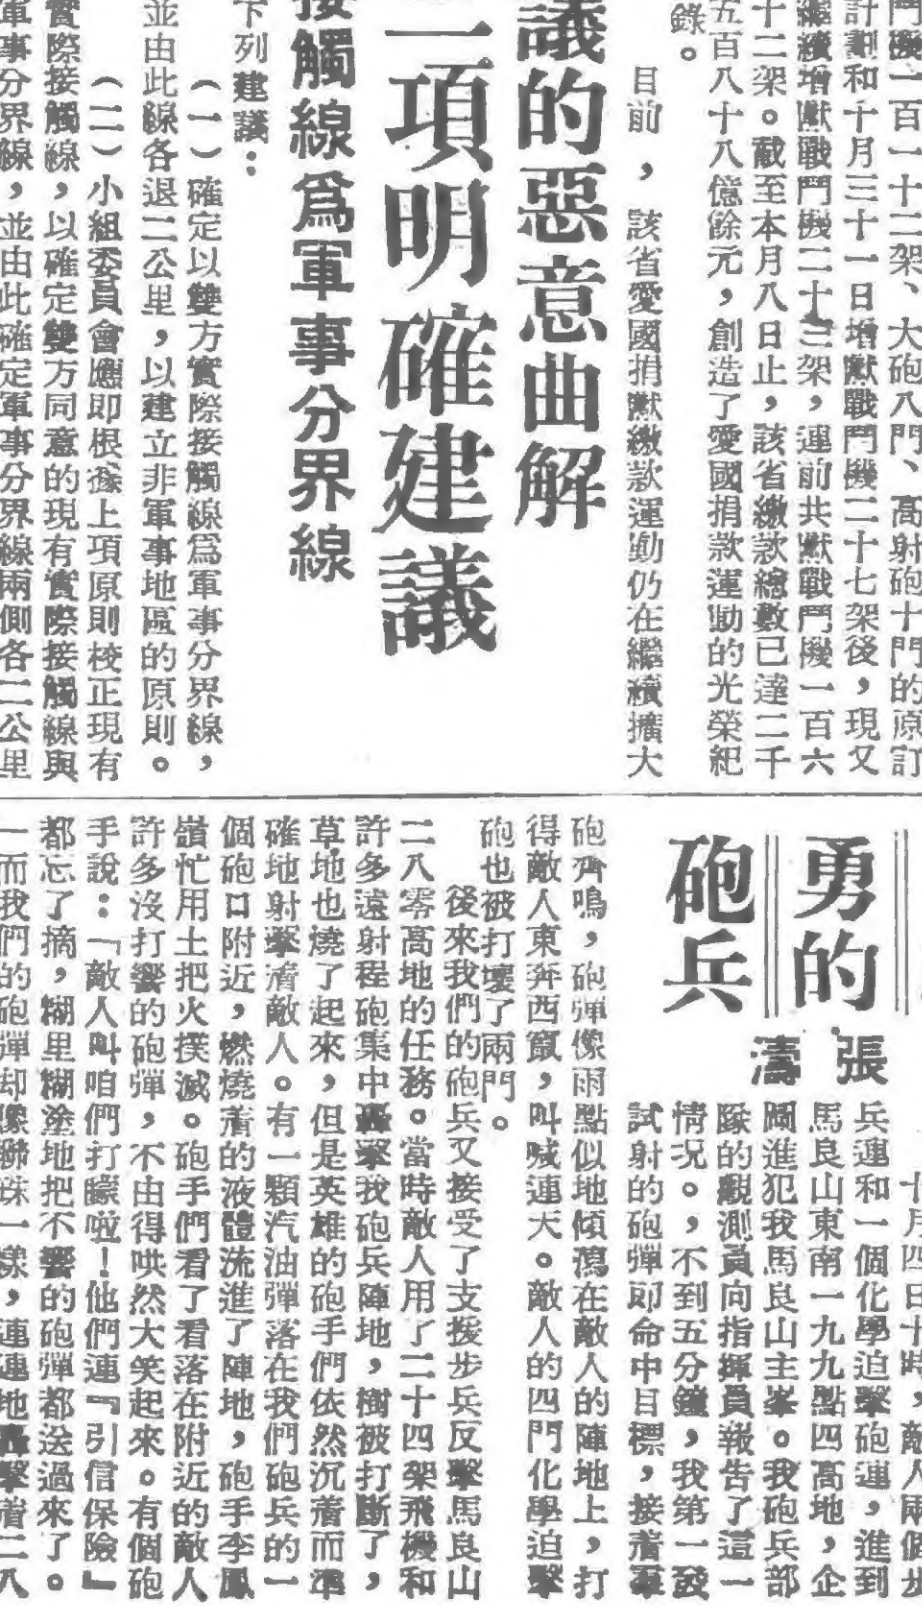 鬥機一百一十二架、大砲八門、高射砲十門的原訂
計劃和十月三十一日增獻戰鬥機二十七架後，現又
繼續增獻戰鬥機二十三架，連前共獻戰鬥機一百六
十二架。截至本月八日止，該省繳款總數已達二千
五百八十八億餘元，創造了愛國捐款運動的光榮紀
錄。
目前，該省愛國捐獻繳款運動仍在繼續擴大
議的惡意曲解
二項明確建議
接觸線爲軍事分界線
下列建議：
（一）確定以雙方實際接觸線爲軍事分界線，
並由此線各退二公里，以建立非軍事地區的原則。
（二）小組委員會應即根據上項原則校正現有
實際接觸線，以確定雙方同意的現有實際接觸線與
軍事分界線，並由此確定軍事分界線兩側各二公里
勇的
砲兵
張濤
十月四日十時，敵人兩個步
兵連和一個化學迫擊砲連，進到
馬良山東南一九九點四高地，企
圖進犯我馬良山主峯。我砲兵部
隊的觀測員向指揮員報告了這一
情况。不到五分鐘，我第一發
試射的砲彈即命中目標，接着羣
砲齊鳴，砲彈像雨點似地傾瀉在敵人的陣地上，打
得敵人東奔西竄，叫喊連天。敵人的四門化學迫擊
砲也被打壞了兩門。
後來我們的砲兵又接受了支援步兵反擊馬良山
二八零高地的任務。當時敵人用了二十四架飛機和
許多遠射程砲集中轟擊我砲兵陣地，樹被打斷了，
草地也燒了起來，但是英雄的砲手們依然沉着而準
確地射擊着敵人。有一顆汽油彈落在我們砲兵的一
個砲口附近，燃燒着的液體流進了陣地，砲手李鳳
嶺忙用土把火撲滅。砲手們看了看落在附近的敵人
許多沒打響的砲彈，不由得哄然大笑起來。有個砲
手說：「敵人叫咱們打矇啦！他們連『引信保險』
都忘了摘，糊里糊塗地把不響的砲彈都送過來了。
一而我們的砲彈却像聯珠一樣，連連地轟擊着二八